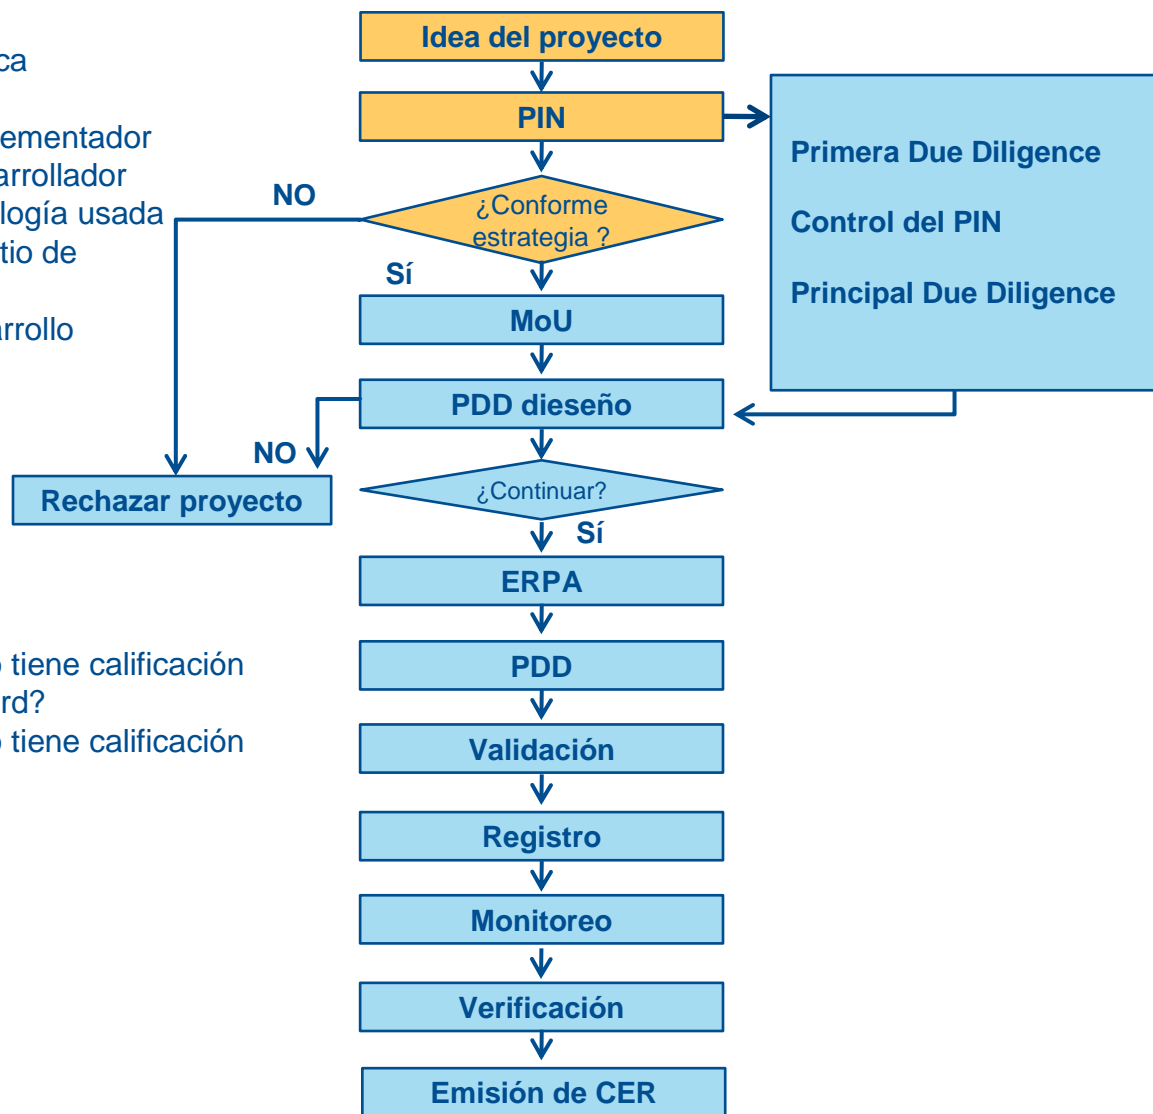 Idea del proyecto
PIN
Primera Due Diligence
Control del PIN
Principal Due Diligence
¿Conforme
estrategia ?
NO
Sí
MoU
PDD dieseño
NO
Rechazar proyecto
¿Continuar?
Sí
ERPA
PDD
Validación
Registro
Monitoreo
Verificación
Emisión de CER
ca
ementador
arrollador
logía usada
tio de
arrollo
o tiene calificación
rd?
o tiene calificación